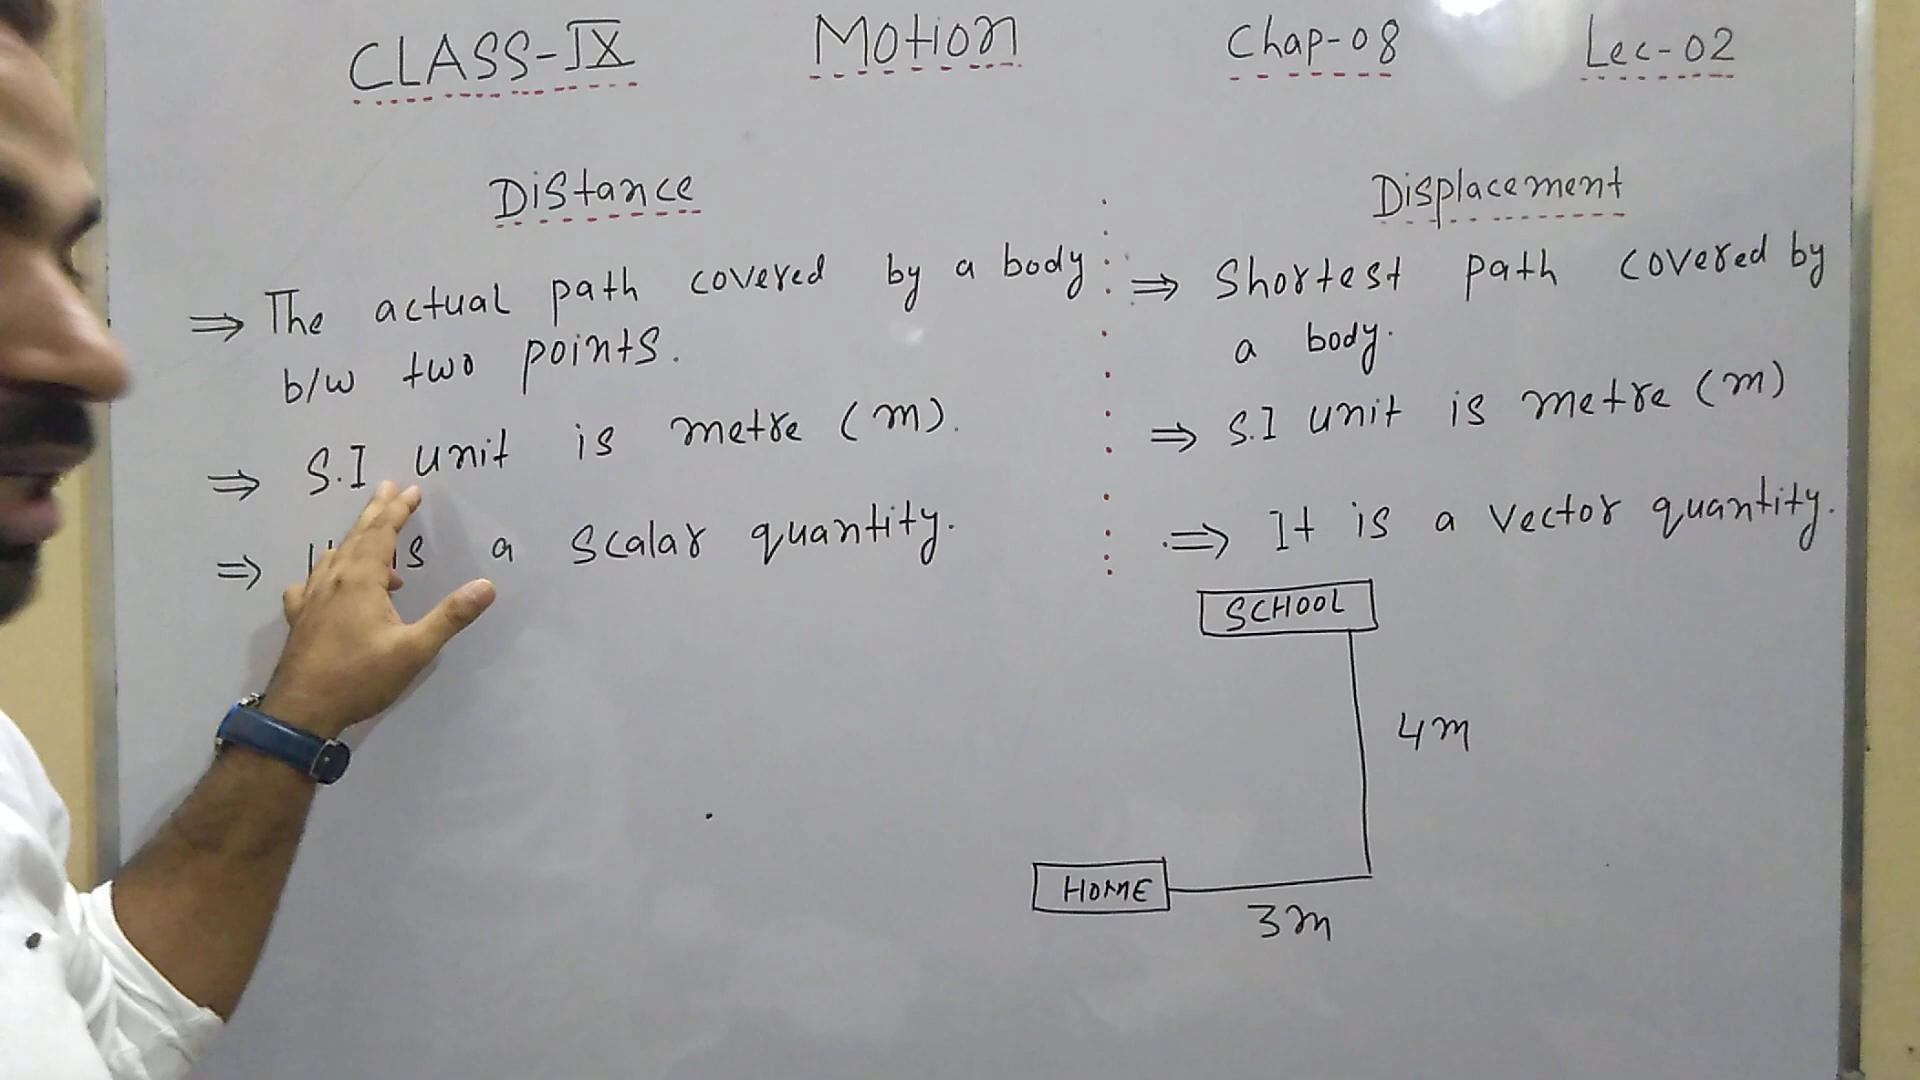 CLASS-IX Motion Chap-08 Lec-02
Distance
⇒ The actual path covered by a body
b/w two points.
⇒ S.I unit is metre (m).
⇒ is a scalar quantity.
Displacement
⇒ Shortest path covered by
a body.
⇒ S.I unit is metre (m)
⇒ It is a vector quantity.
SCHOOL
4m
HOME
3m